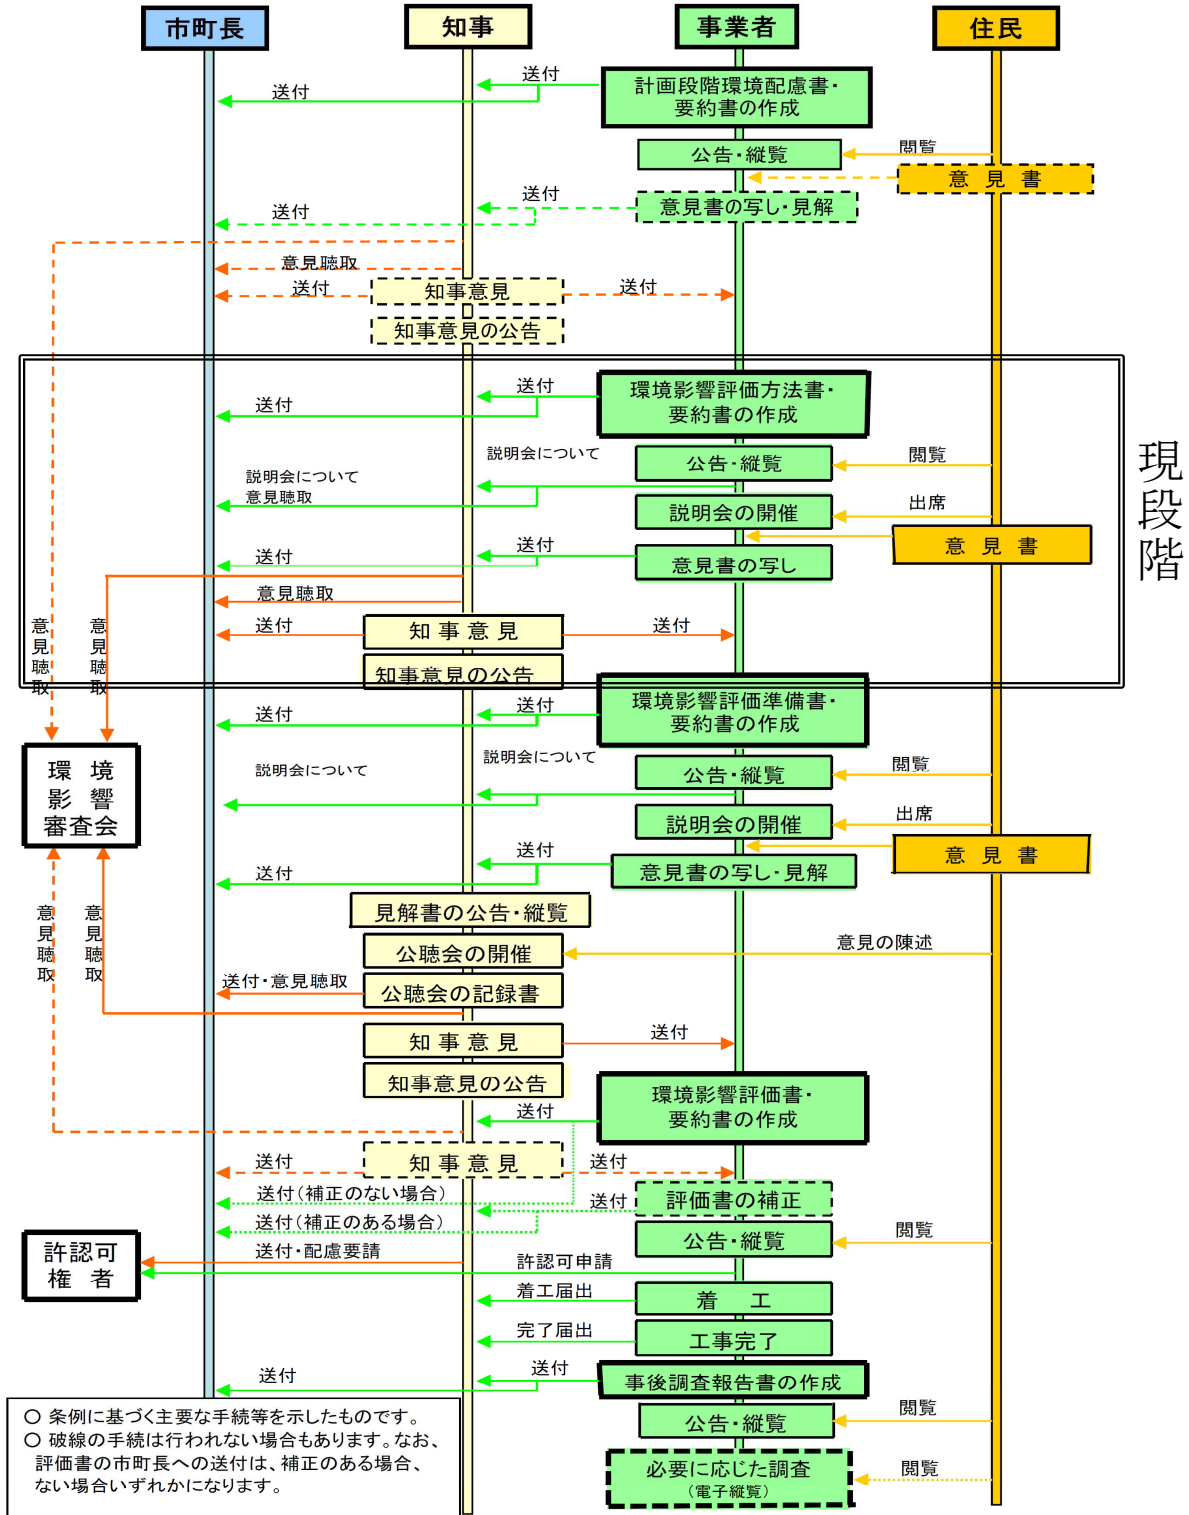 市町長
知事
事業者
住民
送付
送付
計画段階環境配慮書・
要約書の作成
公告・縦覧
閲覧
意 見 書
送付
送付
意見書の写し・見解
意見聴取
送付
知事意見
送付
知事意見の公告
現段階
送付
送付
環境影響評価方法書・
要約書の作成
説明会について
公告・縦覧
閲覧
説明会について
意見聴取
説明会の開催
出席
意 見 書
送付
送付
意見書の写し
意見聴取
送付
知 事 意 見
送付
意見聴取
意見聴取
知事意見の公告
送付
送付
環境影響評価準備書・
要約書の作成
環 境
影 響
審査会
説明会について
説明会について
公告・縦覧
閲覧
説明会の開催
出席
意 見 書
送付
送付
意見書の写し・見解
意見聴取
意見聴取
見解書の公告・縦覧
公聴会の開催
意見の陳述
送付・意見聴取
公聴会の記録書
知 事 意 見
送付
知事意見の公告
送付
環境影響評価書・
要約書の作成
送付
知 事 意 見
送付
送付(補正のない場合)
送付
評価書の補正
送付(補正のある場合)
公告・縦覧
閲覧
許認可
権 者
送付・配慮要請
許認可申請
着工届出
着 工
完了届出
工事完了
送付
送付
事後調査報告書の作成
公告・縦覧
閲覧
必要に応じた調査
(電子縦覧)
閲覧
○ 条例に基づく主要な手続等を示したものです。
○ 破線の手続は行われない場合もあります。なお、
評価書の市町長への送付は、補正のある場合、
ない場合いずれかになります。